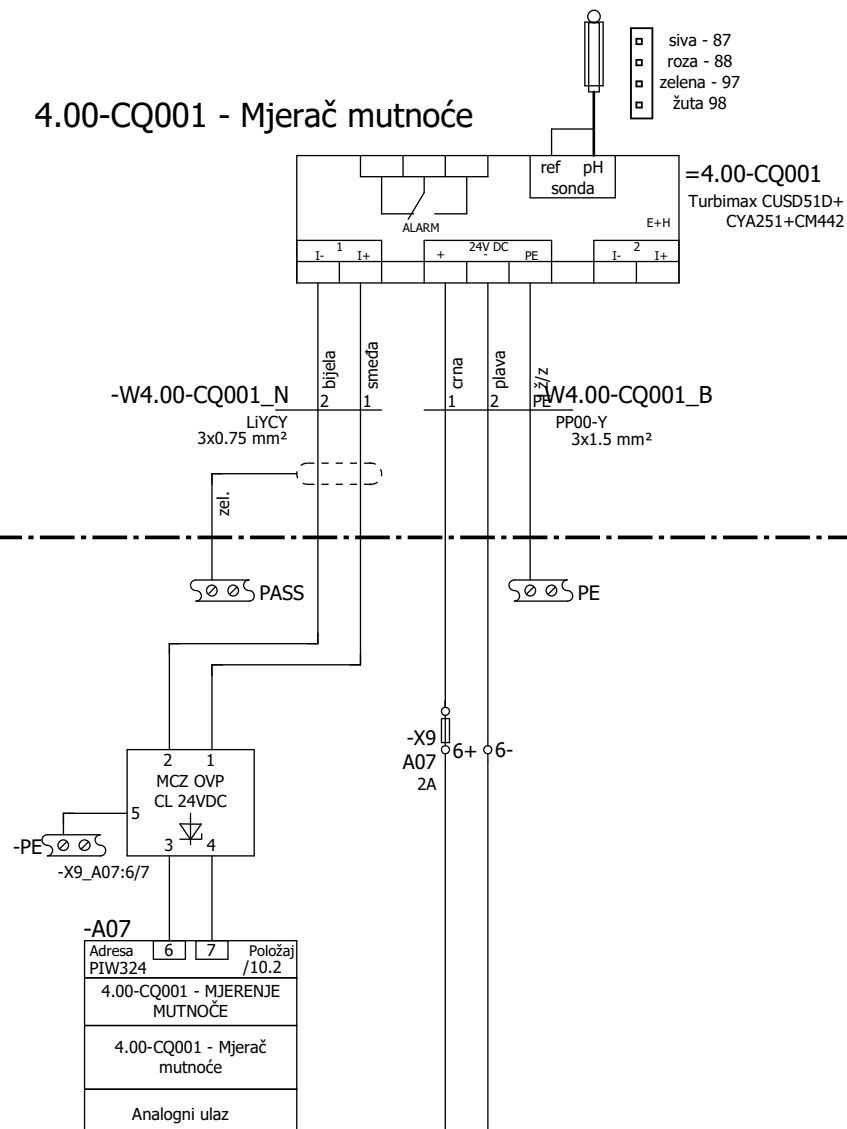 siva - 87
roza - 88
zelena - 97
žuta 98
4.00-CQ001 - Mjerač mutnoće
ref pH
sonda
=4.00-CQ001
Turbimax CUSD51D+
CYA251+CM442
E+H
ALARM
1
I- I+
24V DC
+ - PE
2
I- I+
bijela
smeđa
crna
plava
ž/z
-W4.00-CQ001_N
2 1
LiYCY
3x0.75 mm²
1 2 PE
-W4.00-CQ001_B
PP00-Y
3x1.5 mm²
zel.
PASS
PE
-X9
A07
2A
6+ 6-
2 1
MCZ OVP
CL 24VDC
5
3 4
-PE
-X9_A07:6/7
-A07
Adresa 6 7 Položaj
PIW324 /10.2
4.00-CQ001 - MJERENJE
MUTNOČE
4.00-CQ001 - Mjerač
mutnoće
Analogni ulaz